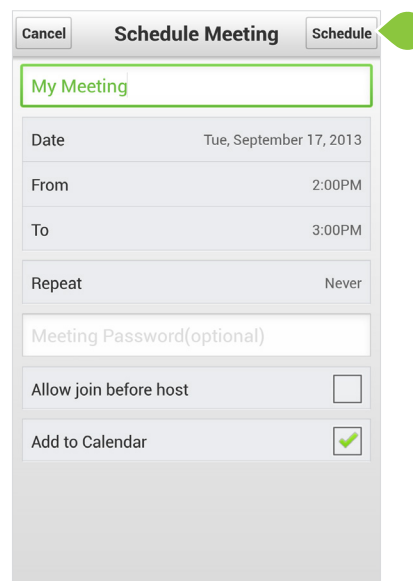 Cancel Schedule Meeting Schedule
My Meeting
Date Tue, September 17, 2013
From 2:00PM
To 3:00PM
Repeat Never
Meeting Password(optional)
Allow join before host
Add to Calendar